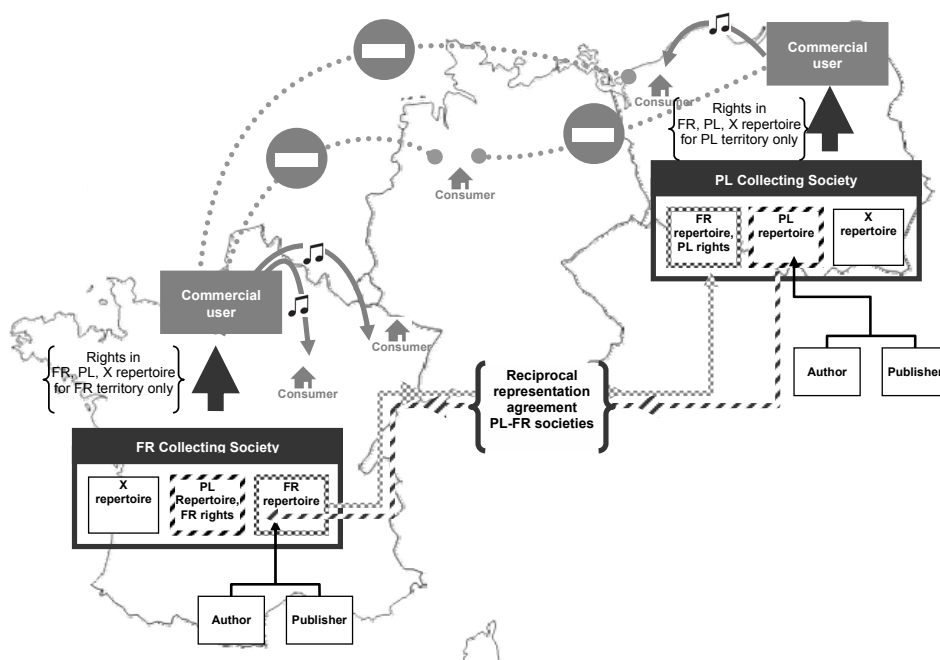 Commercial
user
Consumer
Rights in
FR, PL, X repertoire
for PL territory only
PL Collecting Society
FR
repertoire,
PL rights
PL
repertoire
X
repertoire
Consumer
Commercial
user
Consumer
Consumer
Rights in
FR, PL, X repertoire
for FR territory only
Reciprocal
representation
agreement
PL-FR societies
Author
Publisher
FR Collecting Society
X
repertoire
PL
Repertoire,
FR rights
FR
repertoire
Author
Publisher